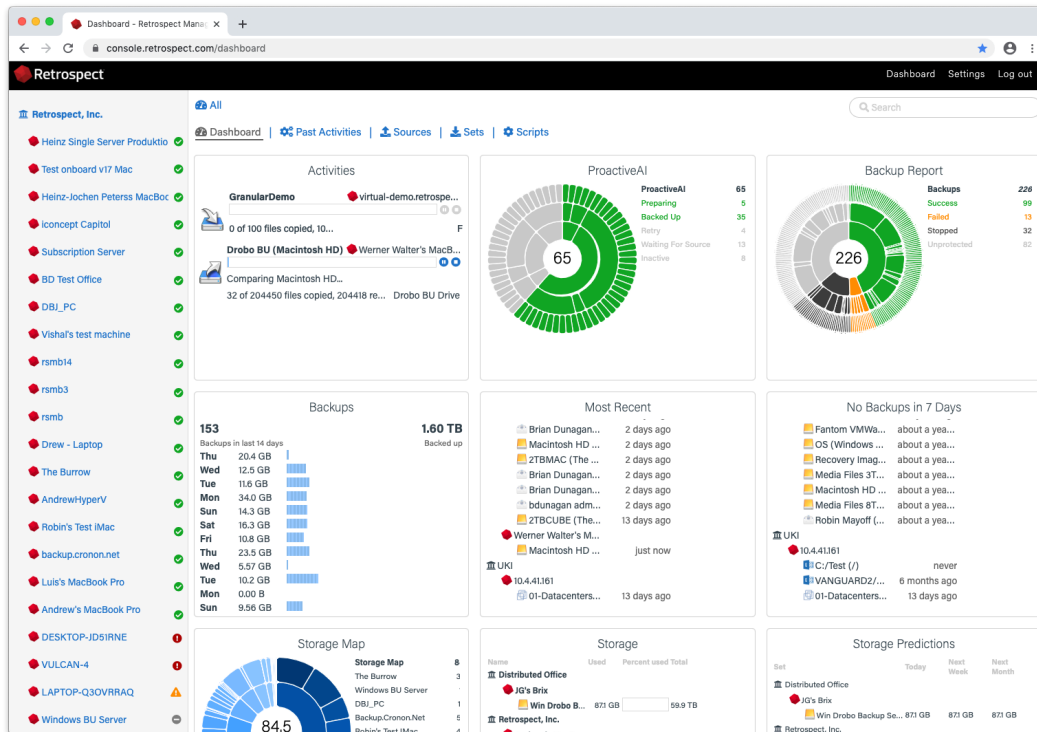 Dashboard - Retrospect Mana
console.retrospect.com/dashboard
Retrospect
Dashboard Settings Log out
Retrospect, Inc.
Heinz Single Server Produktio
Test onboard v17 Mac
Heinz-Jochen Peterss MacBoc
iconcept Capitol
Subscription Server
BD Test Office
DBJ_PC
Vishal's test machine
rsmb14
rsmb3
rsmb
Drew - Laptop
The Burrow
AndrewHyperV
Robin's Test iMac
backup.cronon.net
Luis's MacBook Pro
Andrew's MacBook Pro
DESKTOP-JD51RNE
VULCAN-4
LAPTOP-Q3OVRRAQ
Windows BU Server
All
Search
Dashboard | Past Activities | Sources | Sets | Scripts
Activities
GranularDemo virtual-demo.retrospe...
0 of 100 files copied, 10... F
Drobo BU (Macintosh HD) Werner Walter's MacB...
Comparing Macintosh HD...
32 of 204450 files copied, 204418 re... Drobo BU Drive
ProactiveAI
65
ProactiveAI 65
Preparing 5
Backed Up 35
Retry 4
Waiting For Source 13
Inactive 8
Backup Report
226
Backups 226
Success 99
Failed 13
Stopped 32
Unprotected 82
Backups
153 1.60 TB
Backups in last 14 days Backed up
Thu 20.4 GB
Wed 12.5 GB
Tue 11.6 GB
Mon 34.0 GB
Sun 14.3 GB
Sat 16.3 GB
Fri 10.8 GB
Thu 23.5 GB
Wed 5.57 GB
Tue 10.2 GB
Mon 0.00 B
Sun 9.56 GB
Most Recent
Brian Dunagan... 2 days ago
Macintosh HD ... 2 days ago
2TBMAC (The ... 2 days ago
Brian Dunagan... 2 days ago
Brian Dunagan... 2 days ago
bdunagan adm... 2 days ago
2TBCUBE (The... 13 days ago
Werner Walter's M...
Macintosh HD ... just now
UKI
10.4.41.161
01-Datacenters... 13 days ago
No Backups in 7 Days
Fantom VMWa... about a yea...
OS (Windows ... about a yea...
Recovery Imag... about a yea...
Media Files 3T... about a yea...
Macintosh HD ... about a yea...
Media Files 8T... about a yea...
Robin Mayoff (... about a yea...
UKI
10.4.41.161
C:/Test (/) never
VANGUARD2/... 6 months ago
01-Datacenters... 13 days ago
Storage Map
84.5
Storage Map 8
The Burrow 3
Windows BU Server
DBJ_PC 1
Backup.Cronon.Net 5
Robin's Test IMac 4
Storage
Name Used Percent used Total
Distributed Office
JG's Brix
Win Drobo B... 871 GB 59.9 TB
Retrospect, Inc.
Storage Predictions
Set Today Next Week Next Month
Distributed Office
JG's Brix
Win Drobo Backup Se... 871 GB 871 GB 871 GB
Retrospect, Inc.